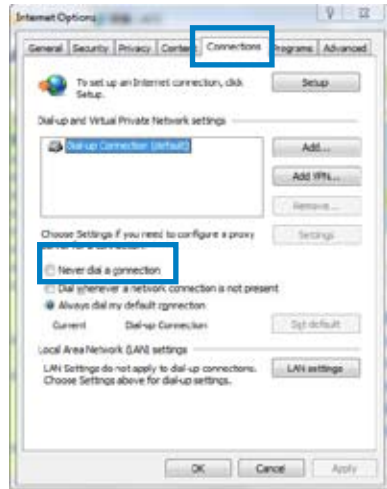 Internet Options
General Security Privacy Content Connections Programs Advanced
To set up an Internet connection, click
Setup.
Setup
Dial-up and Virtual Private Network settings
Dial-up Connection (default)
Add...
Add VPN...
Remove...
Choose Settings if you need to configure a proxy
server for a connection.
Settings
Never dial a connection
Dial whenever a network connection is not present
Always dial my default connection
Current Dial-up Connection
Set default
Local Area Network (LAN) settings
LAN Settings do not apply to dial-up connections.
Choose Settings above for dial-up settings.
LAN settings
OK Cancel Apply